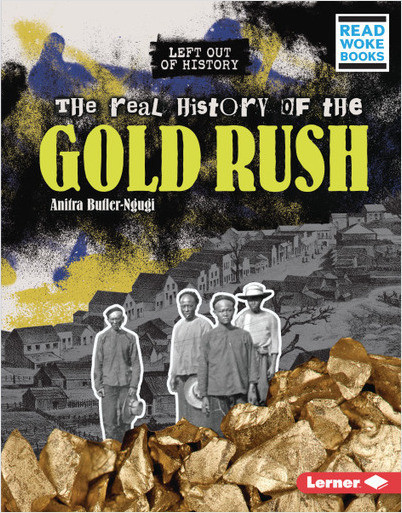 LEFT OUT
OF HISTORY
READ
WOKE
BOOKS
THE REAL HISTORY OF THE
GOLD RUSH
Anitra Butler-Ngugi
Lerner